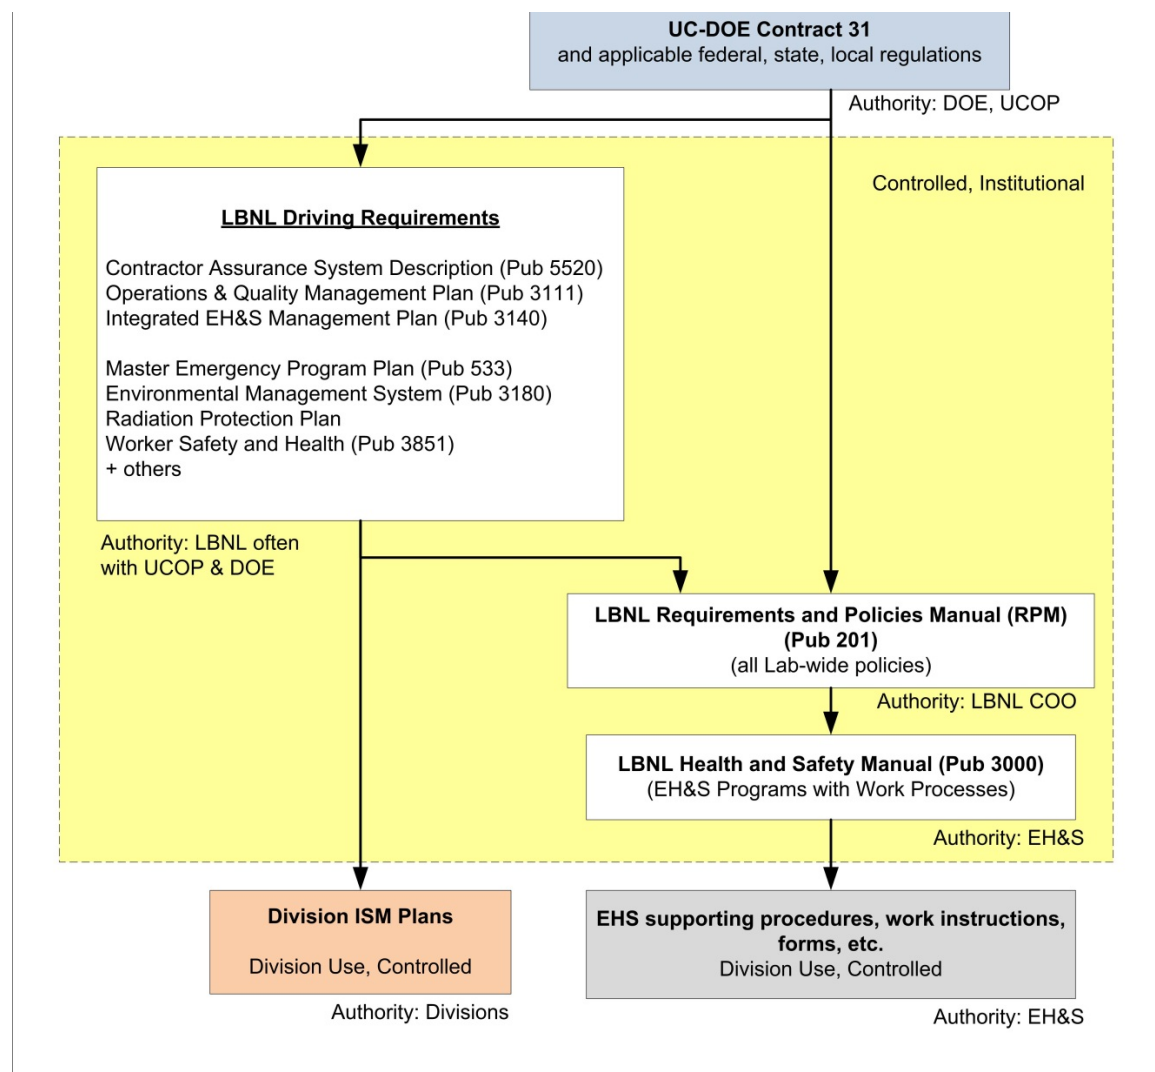 UC-DOE Contract 31
and applicable federal, state, local regulations
Authority: DOE, UCOP
Controlled, Institutional
LBNL Driving Requirements
Contractor Assurance System Description (Pub 5520)
Operations & Quality Management Plan (Pub 3111)
Integrated EH&S Management Plan (Pub 3140)
Master Emergency Program Plan (Pub 533)
Environmental Management System (Pub 3180)
Radiation Protection Plan
Worker Safety and Health (Pub 3851)
+ others
Authority: LBNL often
with UCOP & DOE
LBNL Requirements and Policies Manual (RPM)
(Pub 201)
(all Lab-wide policies)
Authority: LBNL COO
LBNL Health and Safety Manual (Pub 3000)
(EH&S Programs with Work Processes)
Authority: EH&S
Division ISM Plans
Division Use, Controlled
Authority: Divisions
EHS supporting procedures, work instructions,
forms, etc.
Division Use, Controlled
Authority: EH&S